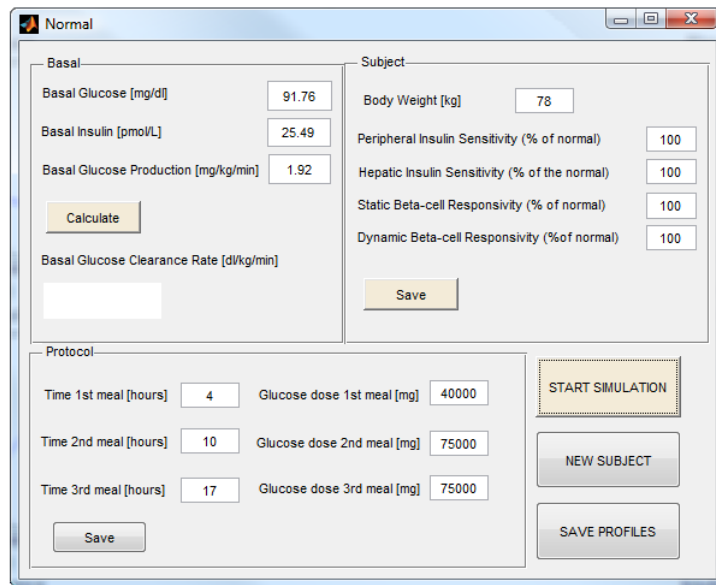 Normal
Basal
Basal Glucose [mg/dl] 91.76
Basal Insulin [pmol/L] 25.49
Basal Glucose Production [mg/kg/min] 1.92
Calculate
Basal Glucose Clearance Rate [dl/kg/min]
Subject
Body Weight [kg] 78
Peripheral Insulin Sensitivity (% of normal) 100
Hepatic Insulin Sensitivity (% of the normal) 100
Static Beta-cell Responsivity (% of normal) 100
Dynamic Beta-cell Responsivity (%of normal) 100
Save
Protocol
Time 1st meal [hours] 4 Glucose dose 1st meal [mg] 40000
Time 2nd meal [hours] 10 Glucose dose 2nd meal [mg] 75000
Time 3rd meal [hours] 17 Glucose dose 3rd meal [mg] 75000
Save
START SIMULATION
NEW SUBJECT
SAVE PROFILES